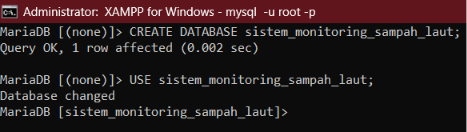 Administrator: XAMPP for Windows - mysql -u root -p
MariaDB [(none)]> CREATE DATABASE sistem_monitoring_sampah_laut;
Query OK, 1 row affected (0.002 sec)
MariaDB [(none)]> USE sistem_monitoring_sampah_laut;
Database changed
MariaDB [sistem_monitoring_sampah_laut]>